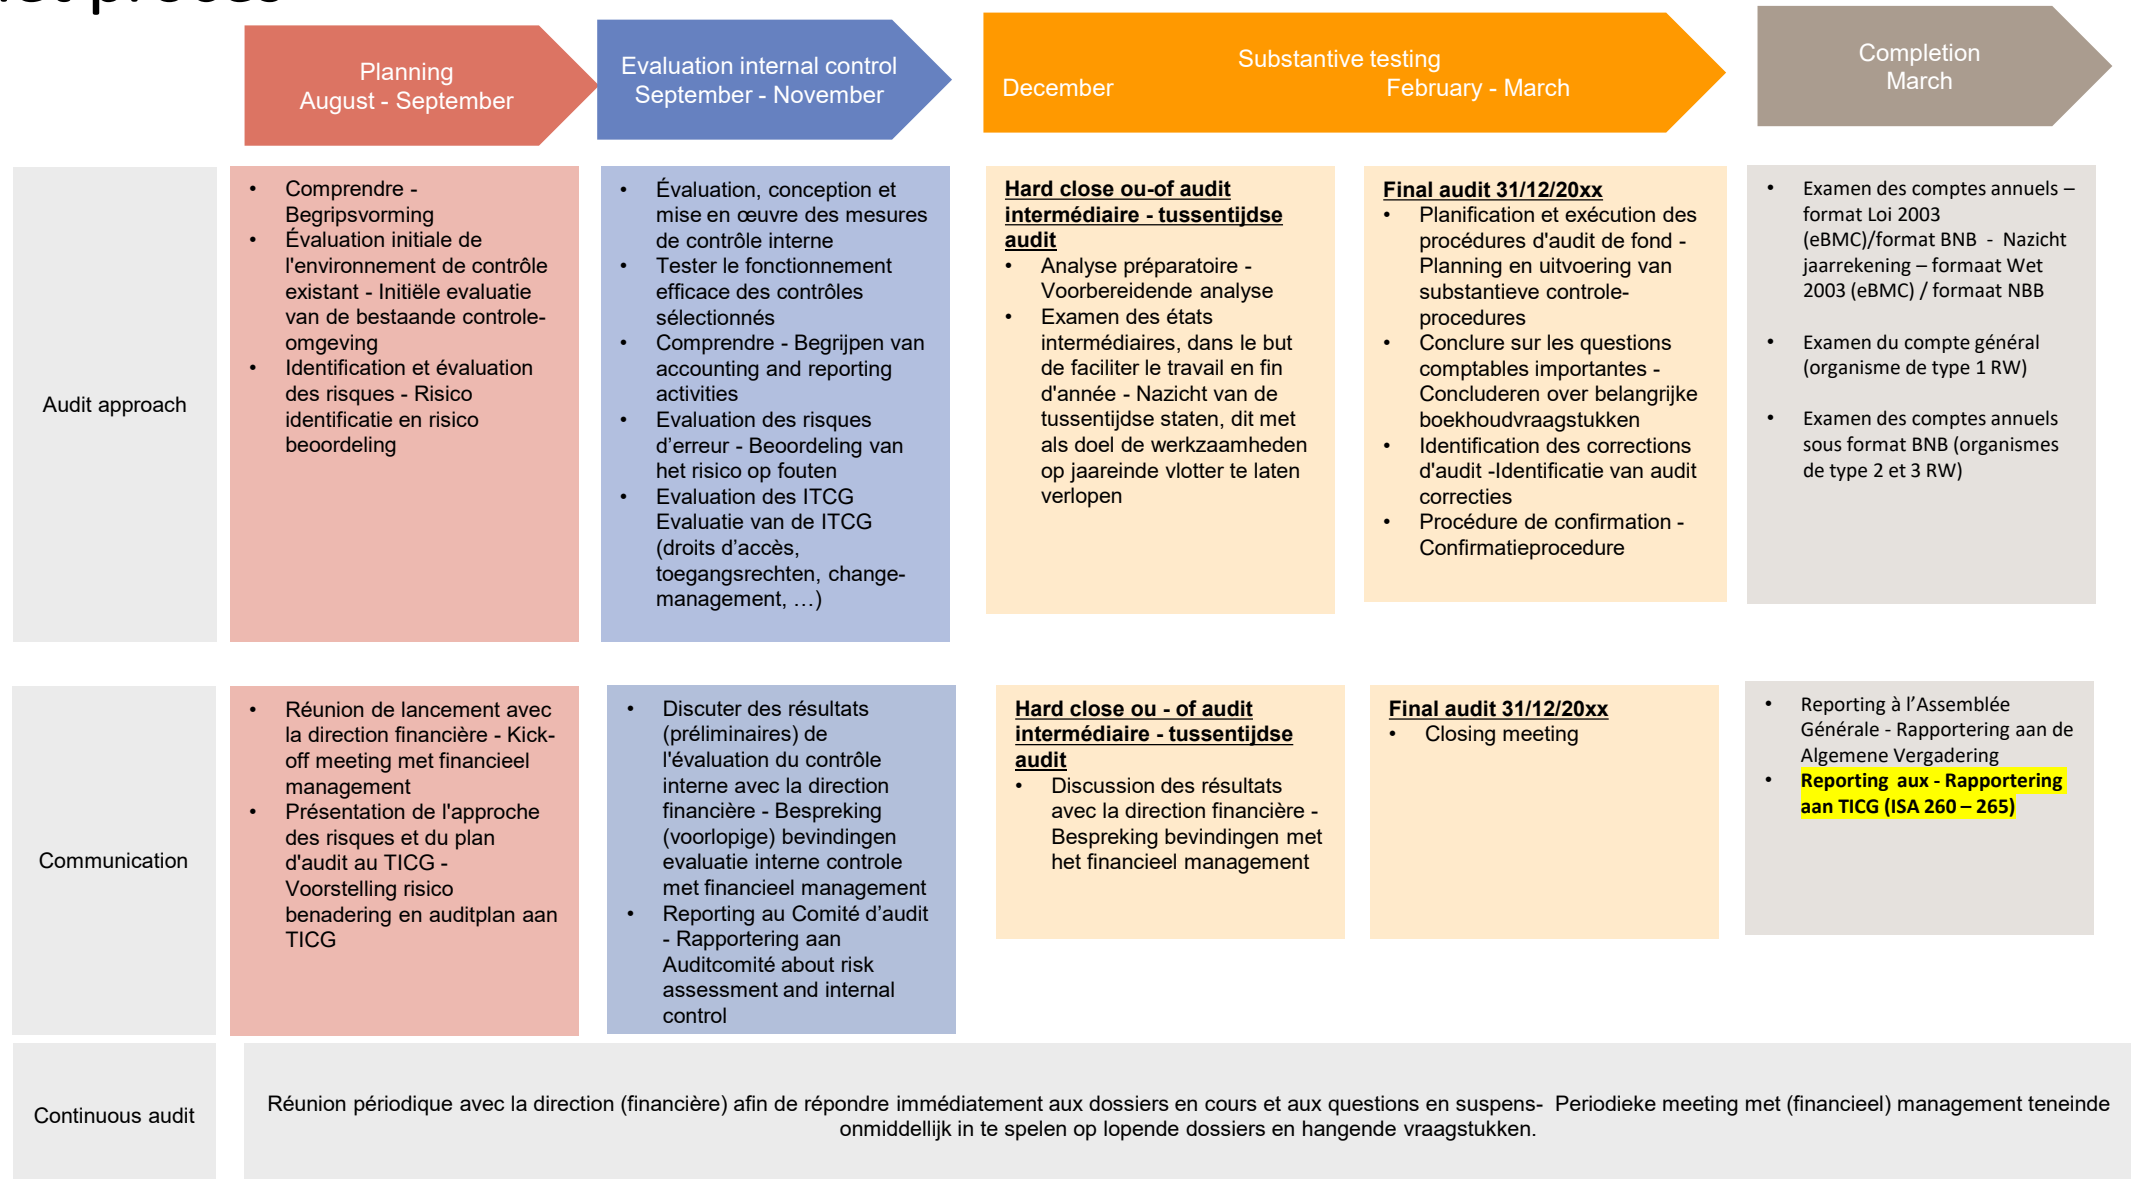 het proces
Planning
August - September
Evaluation internal control
September - November
Substantive testing
December
February - March
Completion
March
Audit approach
• Comprendre -
Begripsvorming
• Évaluation initiale de
l'environnement de contrôle
existant - Initiële evaluatie
van de bestaande controle-
omgeving
• Identification et évaluation
des risques - Risico
identificatie en risico
beoordeling
• Évaluation, conception et
mise en œuvre des mesures
de contrôle interne
• Tester le fonctionnement
efficace des contrôles
sélectionnés
• Comprendre - Begrijpen van
accounting and reporting
activities
• Evaluation des risques
d’erreur - Beoordeling van
het risico op fouten
• Evaluation des ITCG
Evaluatie van de ITCG
(droits d’accès,
toegangsrechten, change-
management, …)
Hard close ou-of audit
intermédiaire - tussentijdse
audit
• Analyse préparatoire -
Voorbereidende analyse
• Examen des états
intermédiaires, dans le but
de faciliter le travail en fin
d'année - Nazicht van de
tussentijdse staten, dit met
als doel de werkzaamheden
op jaareinde vlotter te laten
verlopen
Final audit 31/12/20xx
• Planification et exécution des
procédures d'audit de fond -
Planning en uitvoering van
substantieve controle-
procedures
• Conclure sur les questions
comptables importantes -
Concluderen over belangrijke
boekhoudvraagstukken
• Identification des corrections
d'audit -Identificatie van audit
correcties
• Procédure de confirmation -
Confirmatieprocedure
• Examen des comptes annuels –
format Loi 2003
(eBMC)/format BNB - Nazicht
jaarrekening – formaat Wet
2003 (eBMC) / formaat NBB
• Examen du compte général
(organisme de type 1 RW)
• Examen des comptes annuels
sous format BNB (organismes
de type 2 et 3 RW)
Communication
• Réunion de lancement avec
la direction financière - Kick-
off meeting met financieel
management
• Présentation de l'approche
des risques et du plan
d'audit au TICG -
Voorstelling risico
benadering en auditplan aan
TICG
• Discuter des résultats
(préliminaires) de
l'évaluation du contrôle
interne avec la direction
financière - Bespreking
(voorlopige) bevindingen
evaluatie interne controle
met financieel management
• Reporting au Comité d’audit
- Rapportering aan
Auditcomité about risk
assessment and internal
control
Hard close ou - of audit
intermédiaire - tussentijdse
audit
• Discussion des résultats
avec la direction financière -
Bespreking bevindingen met
het financieel management
Final audit 31/12/20xx
• Closing meeting
• Reporting à l’Assemblée
Générale - Rapportering aan de
Algemene Vergadering
• Reporting aux - Rapportering
aan TICG (ISA 260 – 265)
Continuous audit
Réunion périodique avec la direction (financière) afin de répondre immédiatement aux dossiers en cours et aux questions en suspens- Periodieke meeting met (financieel) management teneinde
onmiddellijk in te spelen op lopende dossiers en hangende vraagstukken.